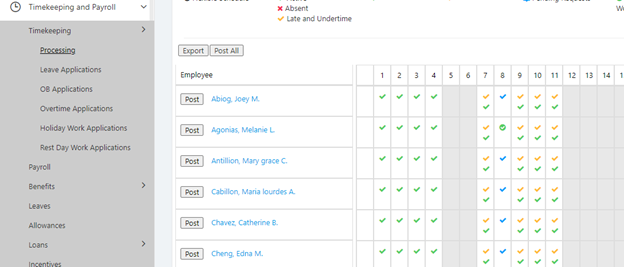 Timekeeping and Payroll
Timekeeping
Processing
Leave Applications
OB Applications
Overtime Applications
Holiday Work Applications
Rest Day Work Applications
Payroll
Benefits
Leaves
Allowances
Loans
Incentives
Absent
Late and Undertime
Pending Requests
Export Post All
Employee 1 2 3 4 5 6 7 8 9 10 11 12 13 14
Post Abiog, Joey M.
Post Agonias, Melanie L.
Post Antillion, Mary grace C.
Post Cabillon, Maria lourdes A.
Post Chavez, Catherine B.
Post Cheng, Edna M.